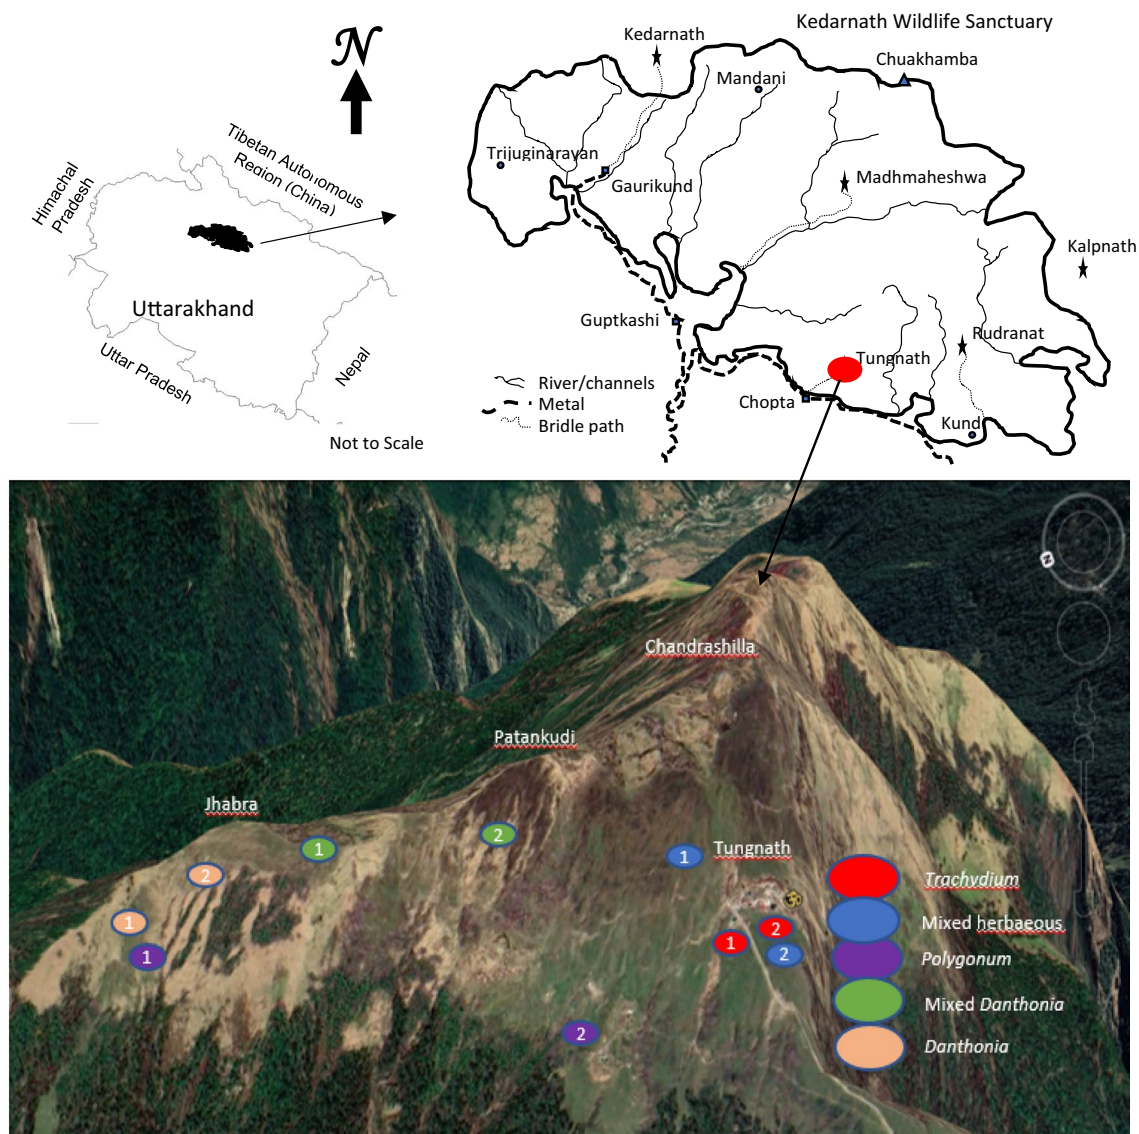 Kedarnath Wildlife Sanctuary
N
Kedarnath
Chuakhamba
Mandani
Tibetan Autonomous
Region (China)
Himachal
Pradesh
Trijuginarayan
Gaurikund
Madhmaheshwa
Kalpnath
Uttarakhand
Guptkashi
Rudranat
Uttar Pradesh
Nepal
Tungnath
River/channels
Metal
Bridle path
Chopta
Kund
Not to Scale
N
Chandrashilla
Patankudi
Jhabra
1
2
Tungnath
1
2
1
1
1
2
2
2
Trachydium
Mixed herbaeous
Polygonum
Mixed Danthonia
Danthonia
1
2
ॐ